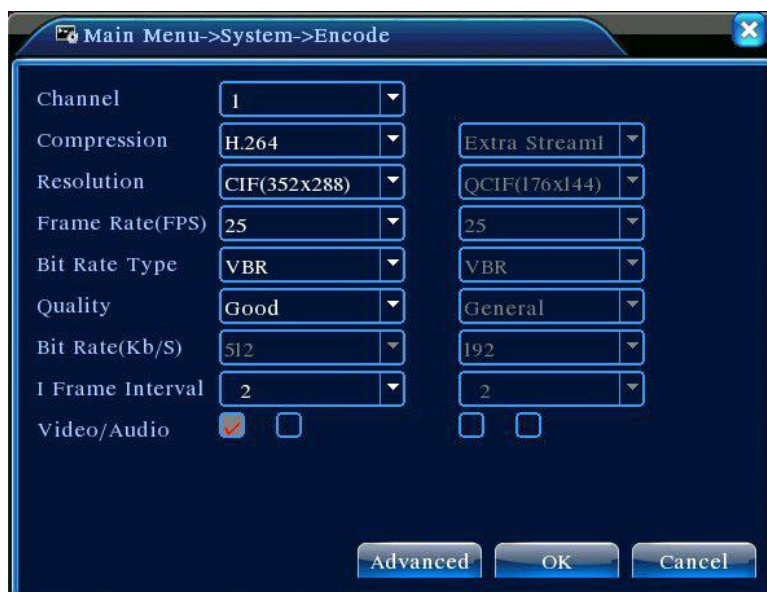 Main Menu->System->Encode
Channel 1
Compression H.264 Extra Stream1
Resolution CIF(352x288) QCIF(176x144)
Frame Rate(FPS) 25 25
Bit Rate Type VBR VBR
Quality Good General
Bit Rate(Kb/S) 512 192
I Frame Interval 2 2
Video/Audio
Advanced OK Cancel